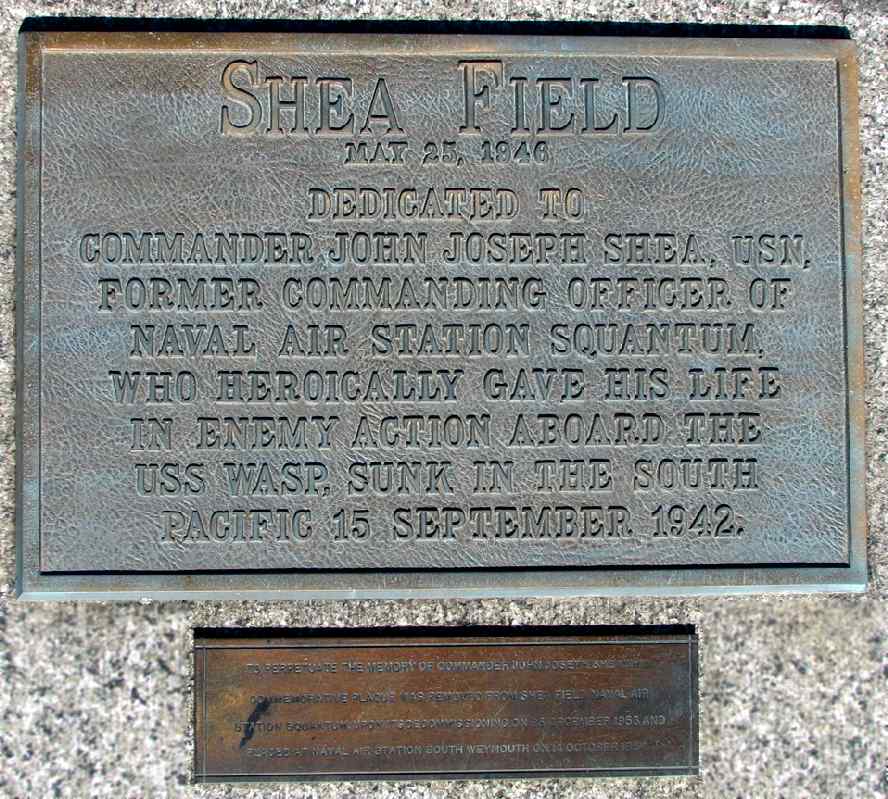 SHEA FIELD
MAY 25, 1946
DEDICATED TO
COMMANDER JOHN JOSEPH SHEA, USN,
FORMER COMMANDING OFFICER OF
NAVAL AIR STATION SQUANTUM,
WHO HEROICALLY GAVE HIS LIFE
IN ENEMY ACTION ABOARD THE
USS WASP, SUNK IN THE SOUTH
PACIFIC 15 SEPTEMBER 1942.
TO PERPETUATE THE MEMORY OF COMMANDER JOHN JOSEPH SHEA
COMMEMORATIVE PLAQUE WAS REMOVED FROM SHEA FIELD NAVAL AIR
STATION SQUANTUM UPON ITS DECOMMISSIONING ON DECEMBER 1953 AND
PLACED AT NAVAL AIR STATION SOUTH WEYMOUTH ON 14 OCTOBER